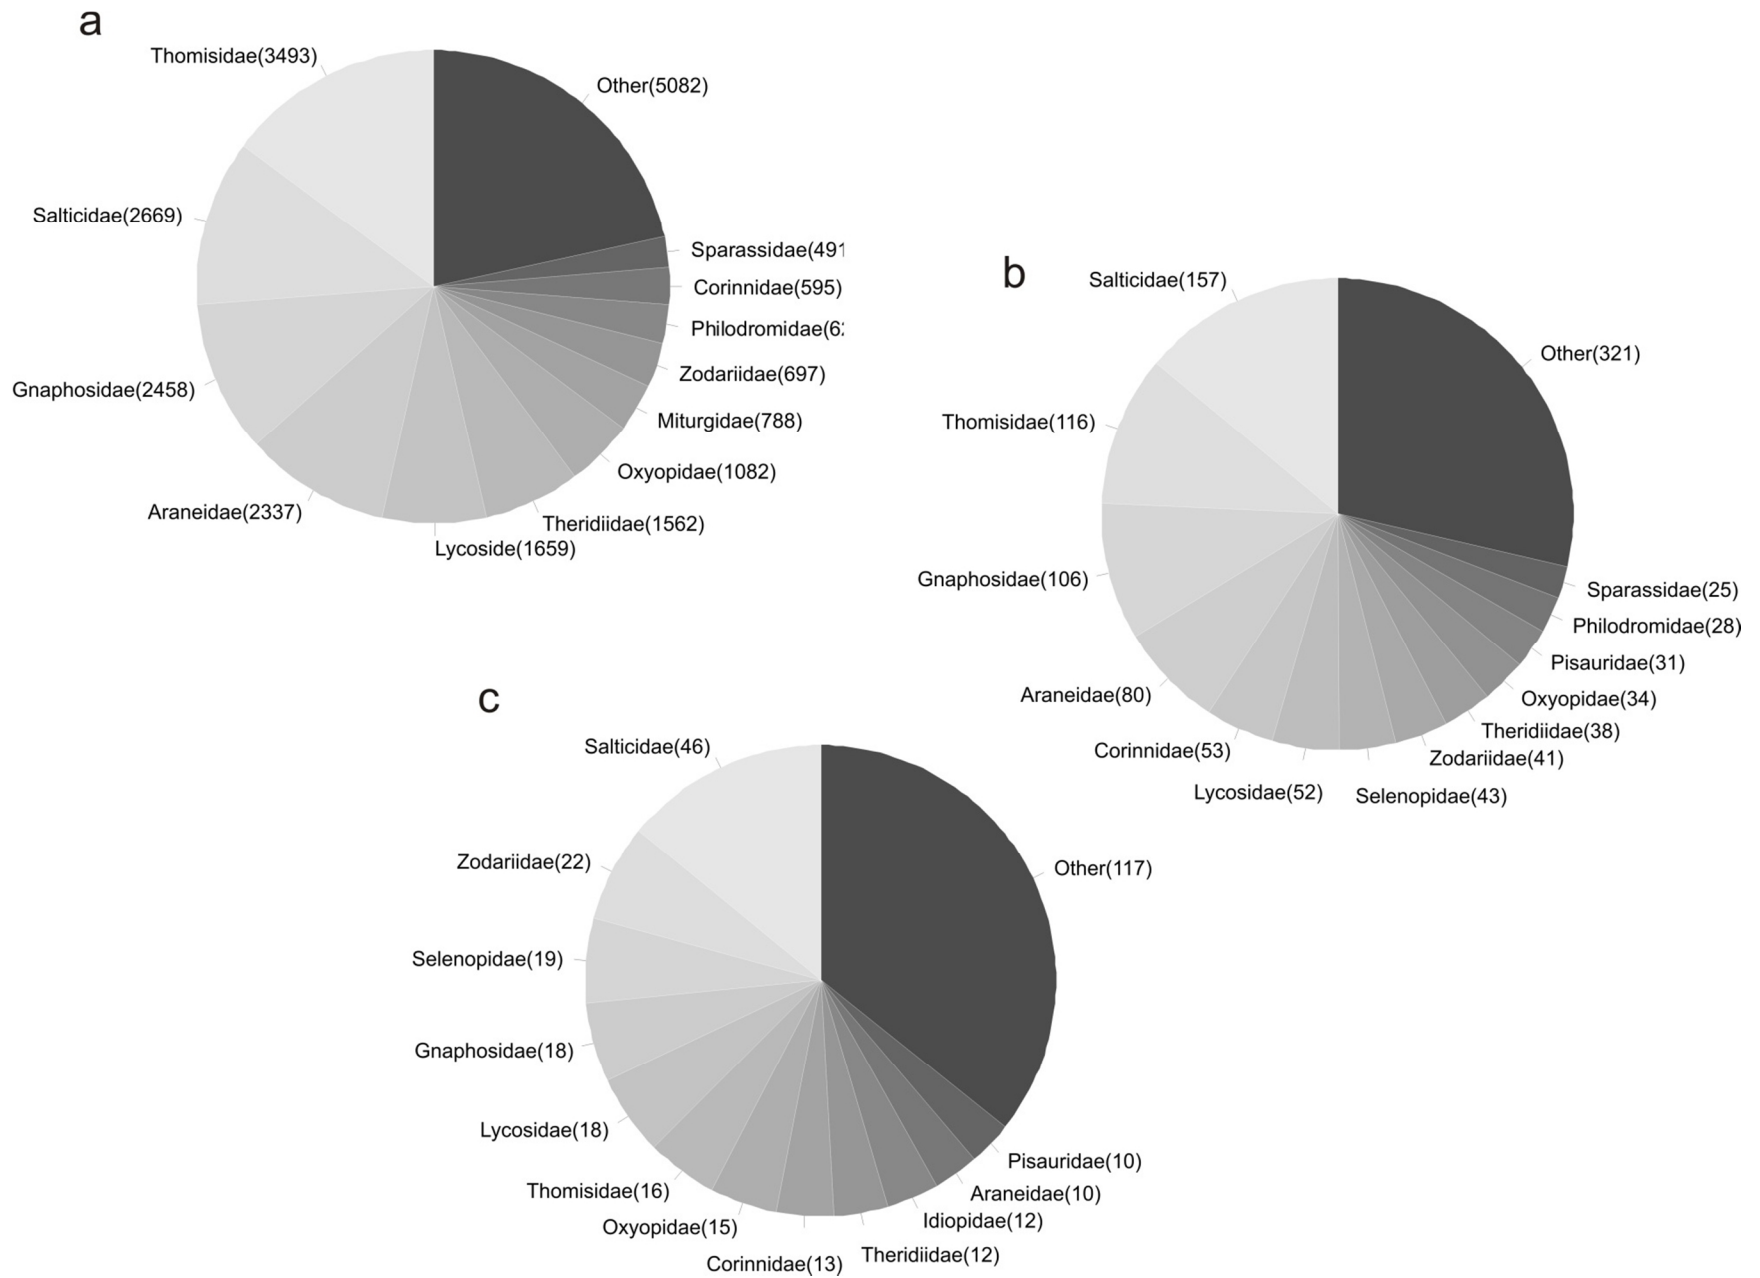 a
Thomisidae(3493)
Other(5082)
Salticidae(2669)
Sparassidae(491
Corinnidae(595)
Philodromidae(62
Zodariidae(697)
Gnaphosidae(2458)
Miturgidae(788)
Oxyopidae(1082)
Araneidae(2337)
Theridiidae(1562)
Lycoside(1659)
b
Salticidae(157)
Other(321)
Thomisidae(116)
Gnaphosidae(106)
Sparassidae(25)
Philodromidae(28)
Pisauridae(31)
Araneidae(80)
Oxyopidae(34)
Theridiidae(38)
Corinnidae(53)
Zodariidae(41)
Lycosidae(52)
Selenopidae(43)
c
Salticidae(46)
Zodariidae(22)
Other(117)
Selenopidae(19)
Gnaphosidae(18)
Lycosidae(18)
Pisauridae(10)
Thomisidae(16)
Araneidae(10)
Idiopidae(12)
Oxyopidae(15)
Theridiidae(12)
Corinnidae(13)